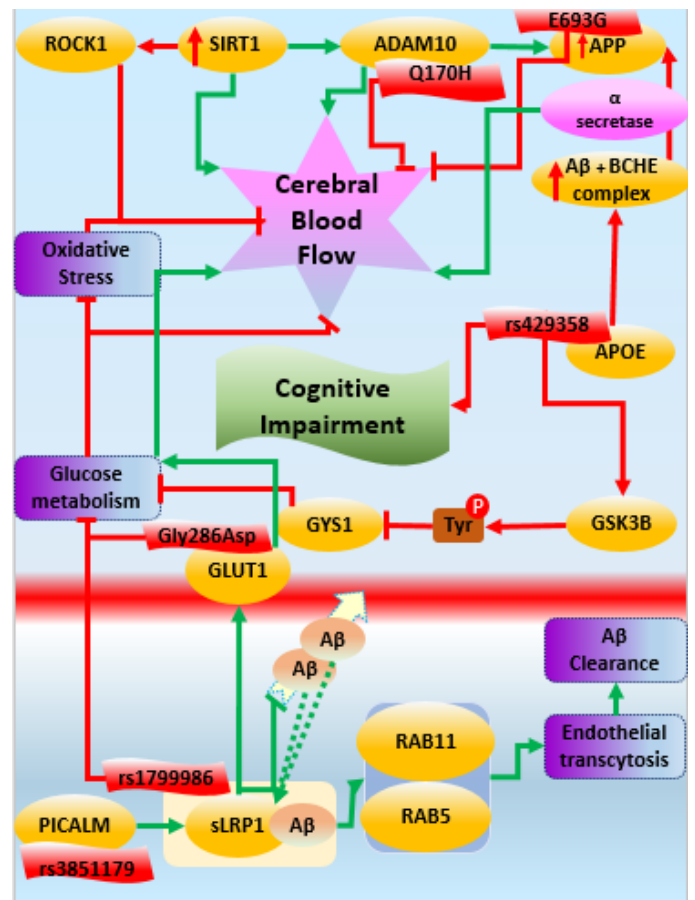 E693G
ROCK1
SIRT1
ADAM10
APP
Q170H
α
secretase
Cerebral
Blood
Flow
Aβ + BCHE
complex
Oxidative
Stress
rs429358
APOE
Cognitive
Impairment
Glucose
metabolism
GYS1
Tyr
P
GSK3B
Gly286Asp
GLUT1
Aβ
Aβ
Aβ
Clearance
RAB11
Endothelial
transcytosis
rs1799986
PICALM
sLRP1
Aβ
RAB5
rs3851179